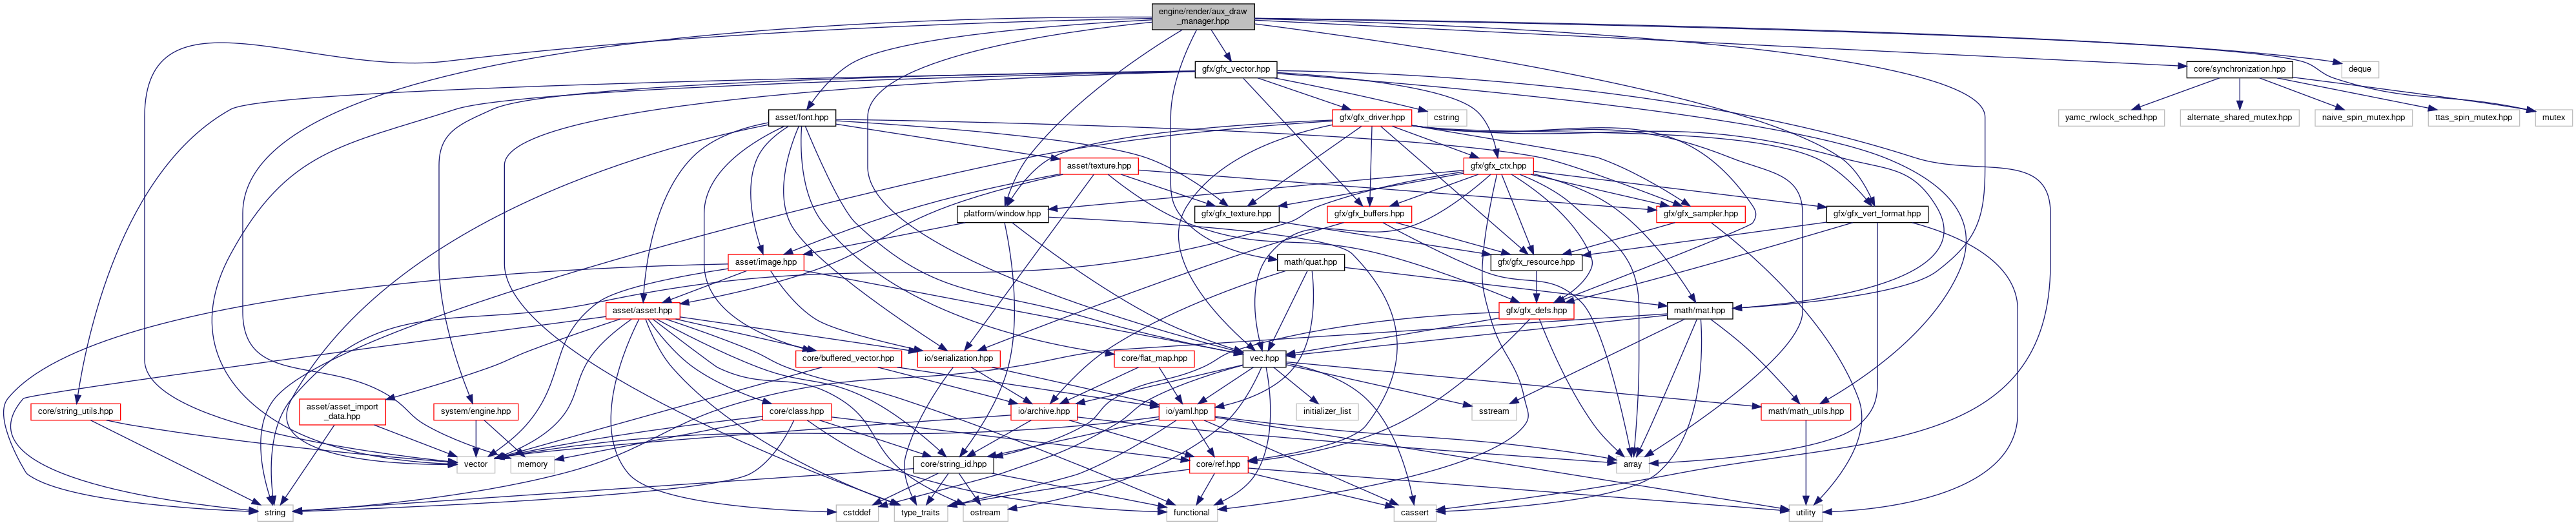 engine/render/aux_draw
_manager.hpp
gfx/gfx_vector.hpp
core/synchronization.hpp
deque
asset/font.hpp
gfx/gfx_driver.hpp
cstring
yamc_rwlock_sched.hpp
alternate_shared_mutex.hpp
naive_spin_mutex.hpp
ttas_spin_mutex.hpp
mutex
asset/texture.hpp
gfx/gfx_ctx.hpp
platform/window.hpp
gfx/gfx_texture.hpp
gfx/gfx_buffers.hpp
gfx/gfx_sampler.hpp
gfx/gfx_vert_format.hpp
asset/image.hpp
math/quat.hpp
gfx/gfx_resource.hpp
asset/asset.hpp
gfx/gfx_defs.hpp
math/mat.hpp
core/buffered_vector.hpp
io/serialization.hpp
core/flat_map.hpp
vec.hpp
core/string_utils.hpp
asset/asset_import
_data.hpp
system/engine.hpp
core/class.hpp
io/archive.hpp
io/yaml.hpp
initializer_list
sstream
math/math_utils.hpp
vector
memory
core/string_id.hpp
core/ref.hpp
array
string
cstddef
type_traits
ostream
functional
cassert
utility